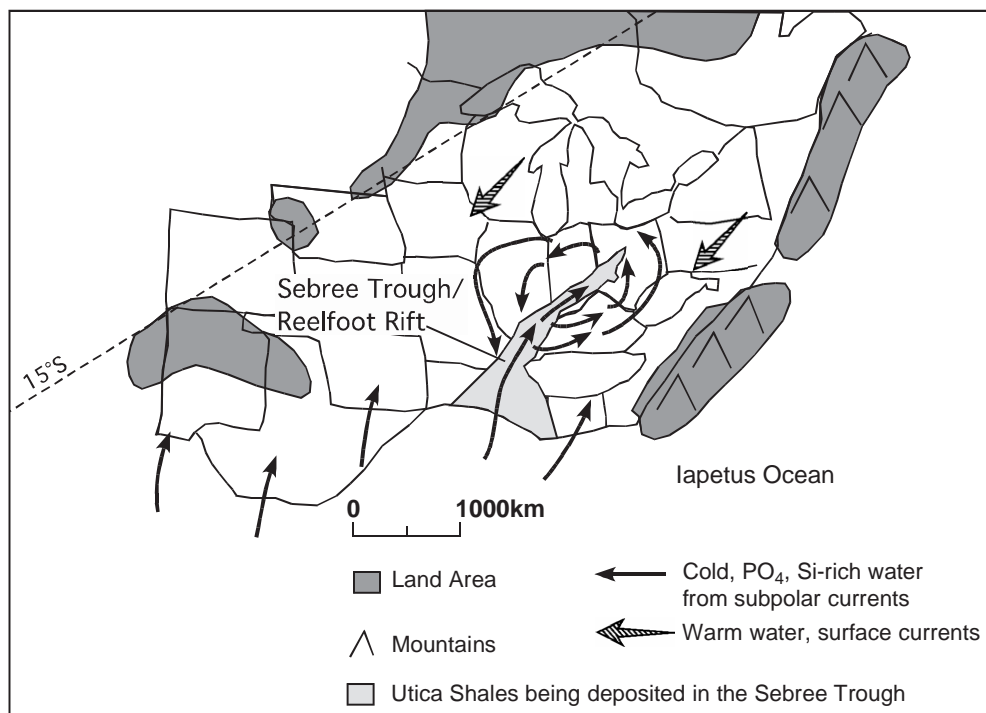 Sebree Trough/
Reelfoot Rift
15°S
Iapetus Ocean
0 1000km
Land Area
Cold, PO₄, Si-rich water
from subpolar currents
Mountains
Warm water, surface currents
Utica Shales being deposited in the Sebree Trough